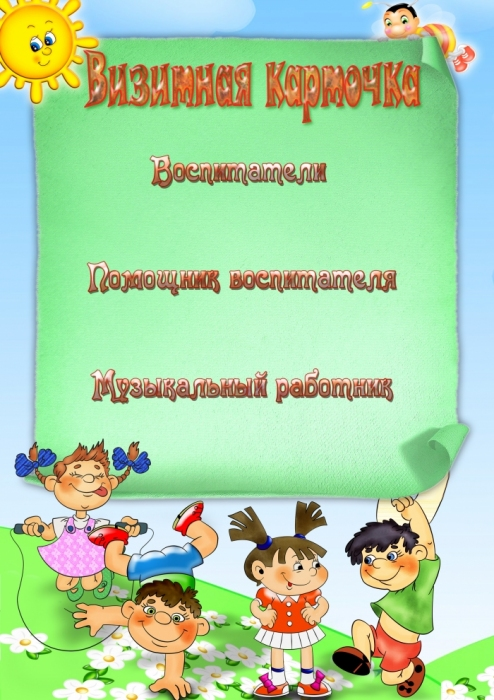 Визитная карточка
Воспитатели
Помощник воспитателя
Музыкальный работник